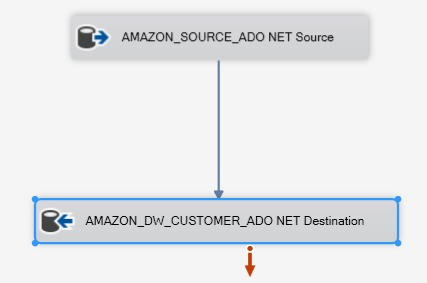 AMAZON_SOURCE_ADO NET Source
AMAZON_DW_CUSTOMER_ADO NET Destination